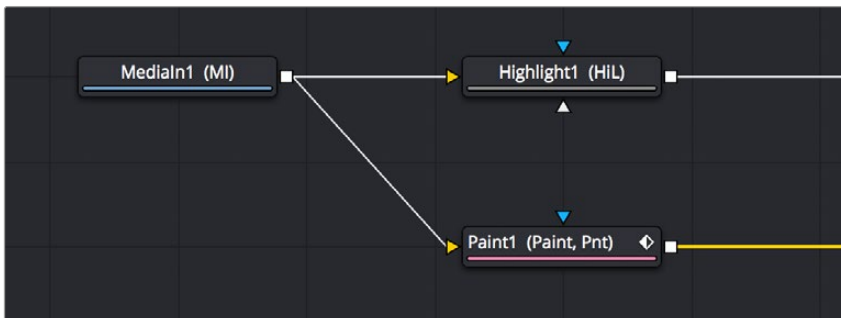 MediaIn1 (MI)
Highlight1 (HiL)
Paint1 (Paint, Pnt)